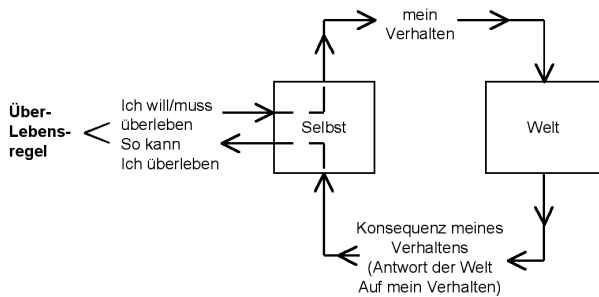 mein
Verhalten
Über-
Lebens-
regel
Ich will/muss
überleben
So kann
Ich überleben
Selbst
Welt
Konsequenz meines
Verhaltens
(Antwort der Welt
Auf mein Verhalten)